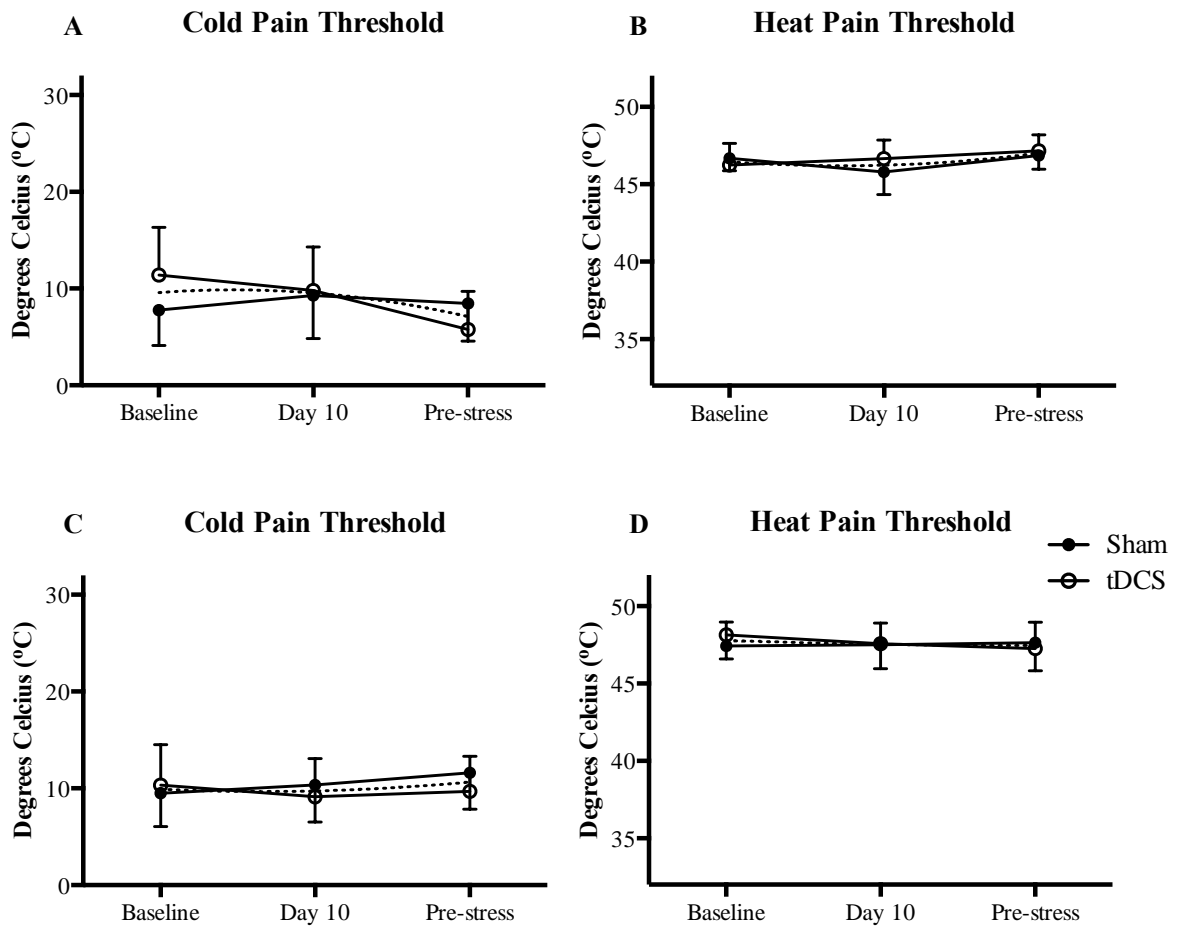 A Cold Pain Threshold
Degrees Celcius (ºC)
30
20
10
0
Baseline Day 10 Pre-stress
B Heat Pain Threshold
Degrees Celcius (ºC)
50
45
40
35
Baseline Day 10 Pre-stress
C Cold Pain Threshold
Degrees Celcius (ºC)
30
20
10
0
Baseline Day 10 Pre-stress
D Heat Pain Threshold
Sham
tDCS
Degrees Celcius (ºC)
50
45
40
35
Baseline Day 10 Pre-stress